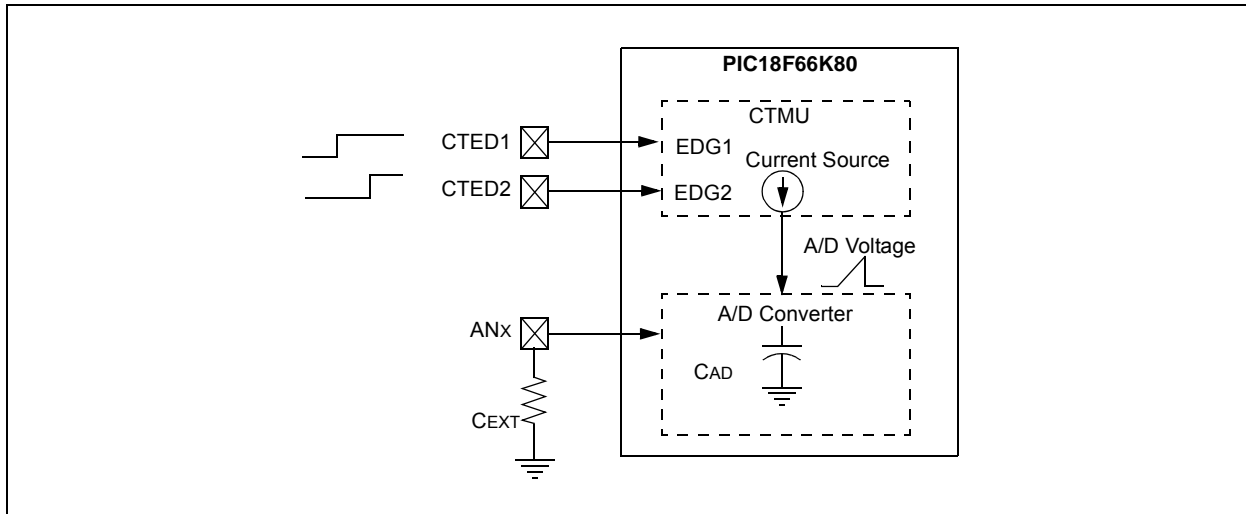 PIC18F66K80
CTMU
CTED1
EDG1
Current Source
CTED2
EDG2
A/D Voltage
A/D Converter
ANX
CAD
CEXT